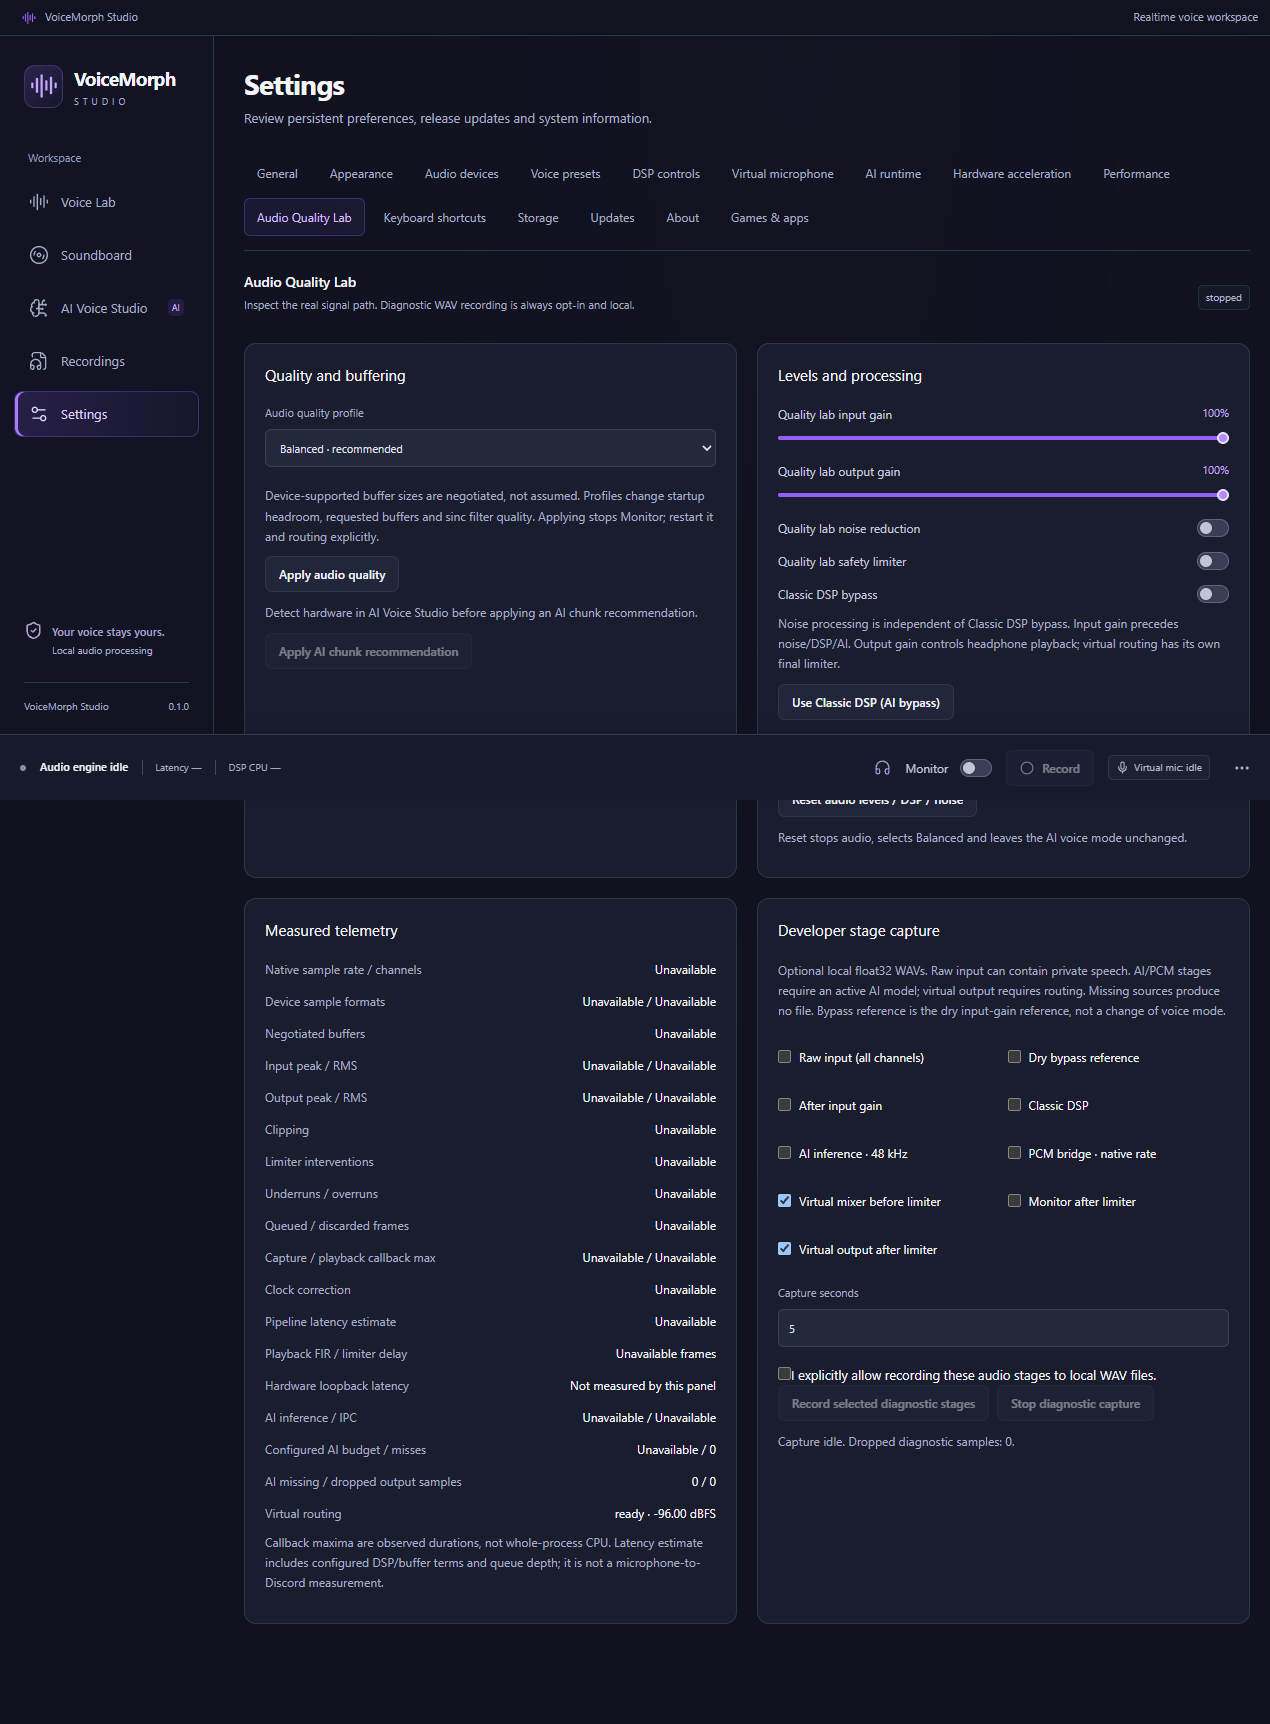 VoiceMorph Studio
Realtime voice workspace
VoiceMorph
STUDIO
Workspace
Voice Lab
Soundboard
AI Voice Studio AI
Recordings
Settings
Your voice stays yours.
Local audio processing
VoiceMorph Studio 0.1.0
Settings
Review persistent preferences, release updates and system information.
General Appearance Audio devices Voice presets DSP controls Virtual microphone AI runtime Hardware acceleration Performance
Audio Quality Lab Keyboard shortcuts Storage Updates About Games & apps
Audio Quality Lab
Inspect the real signal path. Diagnostic WAV recording is always opt-in and local.
stopped
Quality and buffering
Audio quality profile
Balanced · recommended
Device-supported buffer sizes are negotiated, not assumed. Profiles change startup
headroom, requested buffers and sinc filter quality. Applying stops Monitor; restart it
and routing explicitly.
Apply audio quality
Detect hardware in AI Voice Studio before applying an AI chunk recommendation.
Apply AI chunk recommendation
Levels and processing
Quality lab input gain 100%
Quality lab output gain 100%
Quality lab noise reduction
Quality lab safety limiter
Classic DSP bypass
Noise processing is independent of Classic DSP bypass. Input gain precedes
noise/DSP/AI. Output gain controls headphone playback; virtual routing has its own
final limiter.
Use Classic DSP (AI bypass)
Audio engine idle Latency — DSP CPU —
Monitor Record Virtual mic: idle
Reset audio levels / DSP / noise
Reset stops audio, selects Balanced and leaves the AI voice mode unchanged.
Measured telemetry
Native sample rate / channels Unavailable
Device sample formats Unavailable / Unavailable
Negotiated buffers Unavailable
Input peak / RMS Unavailable / Unavailable
Output peak / RMS Unavailable / Unavailable
Clipping Unavailable
Limiter interventions Unavailable
Underruns / overruns Unavailable
Queued / discarded frames Unavailable
Capture / playback callback max Unavailable / Unavailable
Clock correction Unavailable
Pipeline latency estimate Unavailable
Playback FIR / limiter delay Unavailable frames
Hardware loopback latency Not measured by this panel
AI inference / IPC Unavailable / Unavailable
Configured AI budget / misses Unavailable / 0
AI missing / dropped output samples 0 / 0
Virtual routing ready · -96.00 dBFS
Callback maxima are observed durations, not whole-process CPU. Latency estimate
includes configured DSP/buffer terms and queue depth; it is not a microphone-to-
Discord measurement.
Developer stage capture
Optional local float32 WAVs. Raw input can contain private speech. AI/PCM stages
require an active AI model; virtual output requires routing. Missing sources produce
no file. Bypass reference is the dry input-gain reference, not a change of voice mode.
Raw input (all channels) Dry bypass reference
After input gain Classic DSP
AI inference · 48 kHz PCM bridge · native rate
Virtual mixer before limiter Monitor after limiter
Virtual output after limiter
Capture seconds
5
I explicitly allow recording these audio stages to local WAV files.
Record selected diagnostic stages Stop diagnostic capture
Capture idle. Dropped diagnostic samples: 0.